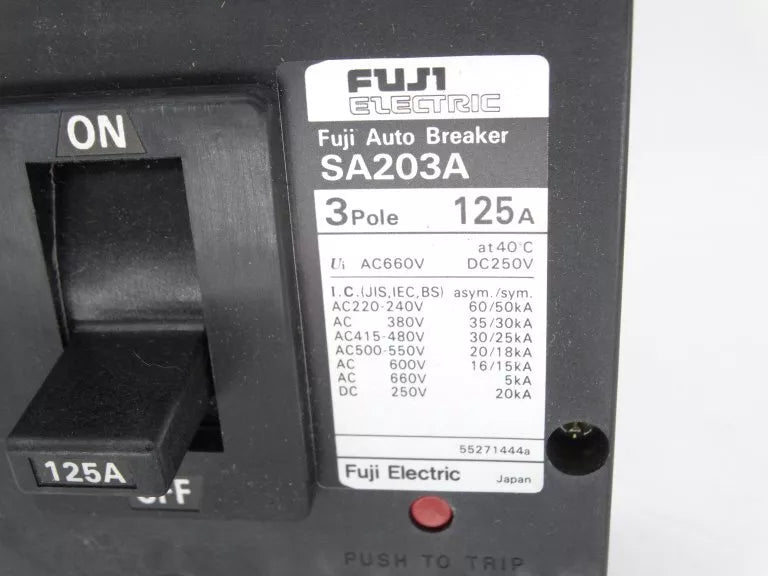 ON
FUJI
ELECTRIC
Fuji Auto Breaker
SA203A
3Pole 125A
at 40°C
Ui AC660V DC250V
I.C.(JIS,IEC,BS) asym./sym.
AC220-240V 60/50kA
AC 380V 35/30kA
AC415-480V 30/25kA
AC500-550V 20/18kA
AC 600V 16/15kA
AC 660V 5kA
DC 250V 20kA
55271444a
Fuji Electric Japan
125A
OFF
PUSH TO TRIP